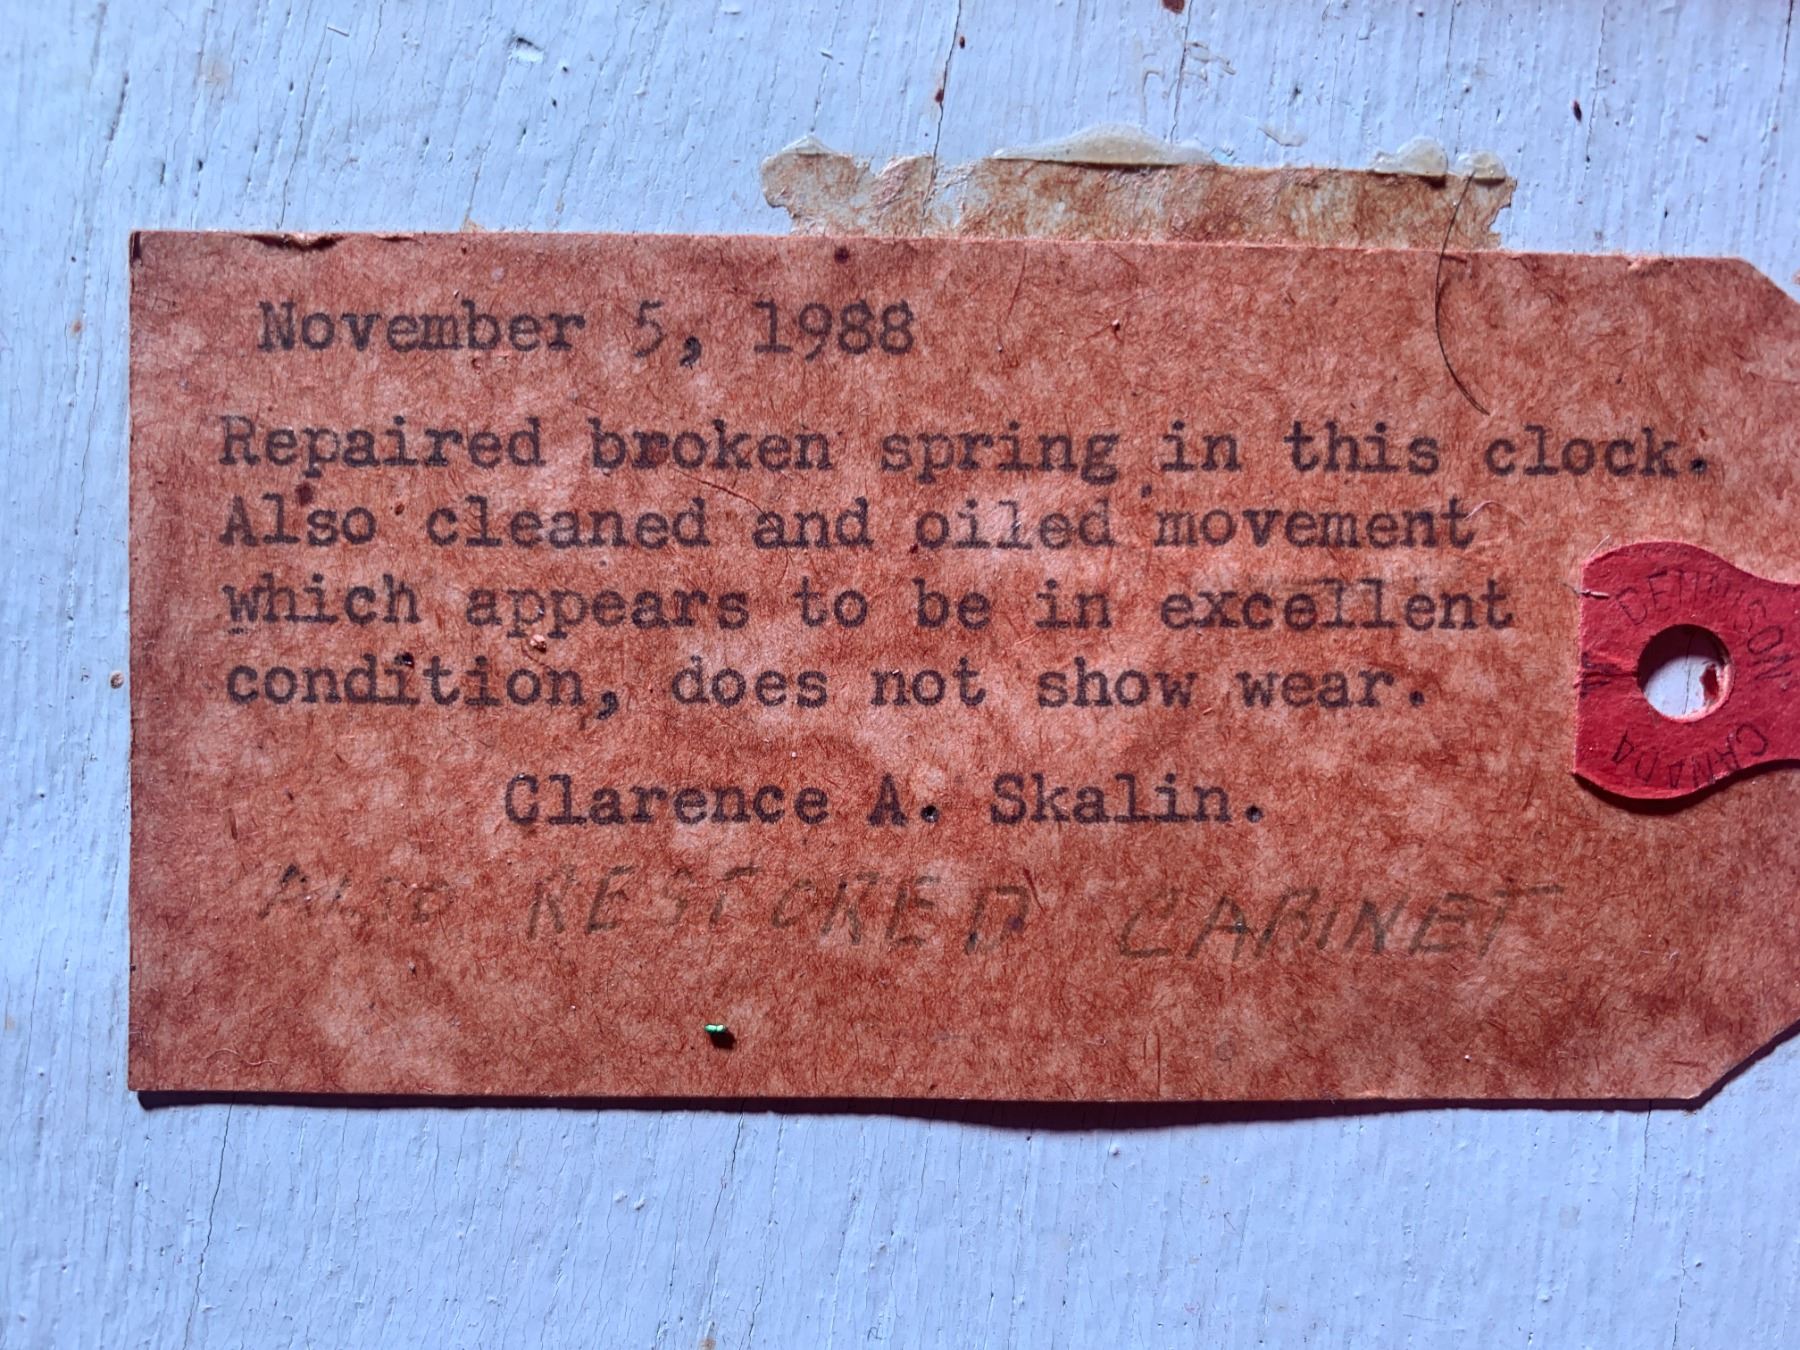 November 5, 1988
Repaired broken spring in this clock.
Also cleaned and oiled movement
which appears to be in excellent
condition, does not show wear.
Clarence A. Skalin.
ALSO RESTORED CABINET
DENNISON
CANADA